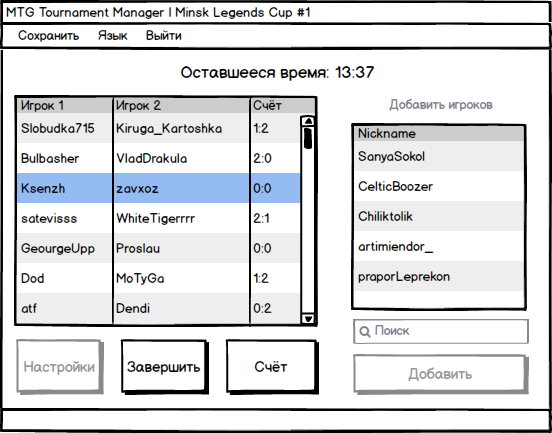 MTG Tournament Manager | Minsk Legends Cup #1
Сохранить Язык Выйти
Оставшееся время: 13:37
Игрок 1 Игрок 2 Счёт
Slobudka715 Kiruga_Kartoshka 1:2
Bulbasher VladDrakula 2:0
Ksenzh zavxoz 0:0
satevisss WhiteTigerrrr 2:1
GeourgeUpp Proslau 0:0
Dod MoTyGa 1:2
atf Dendi 0:2
Настройки Завершить Счёт
Добавить игроков
Nickname
SanyaSokol
CelticBoozer
Chiliktolik
artimiendor_
praporLeprekon
Поиск
Добавить